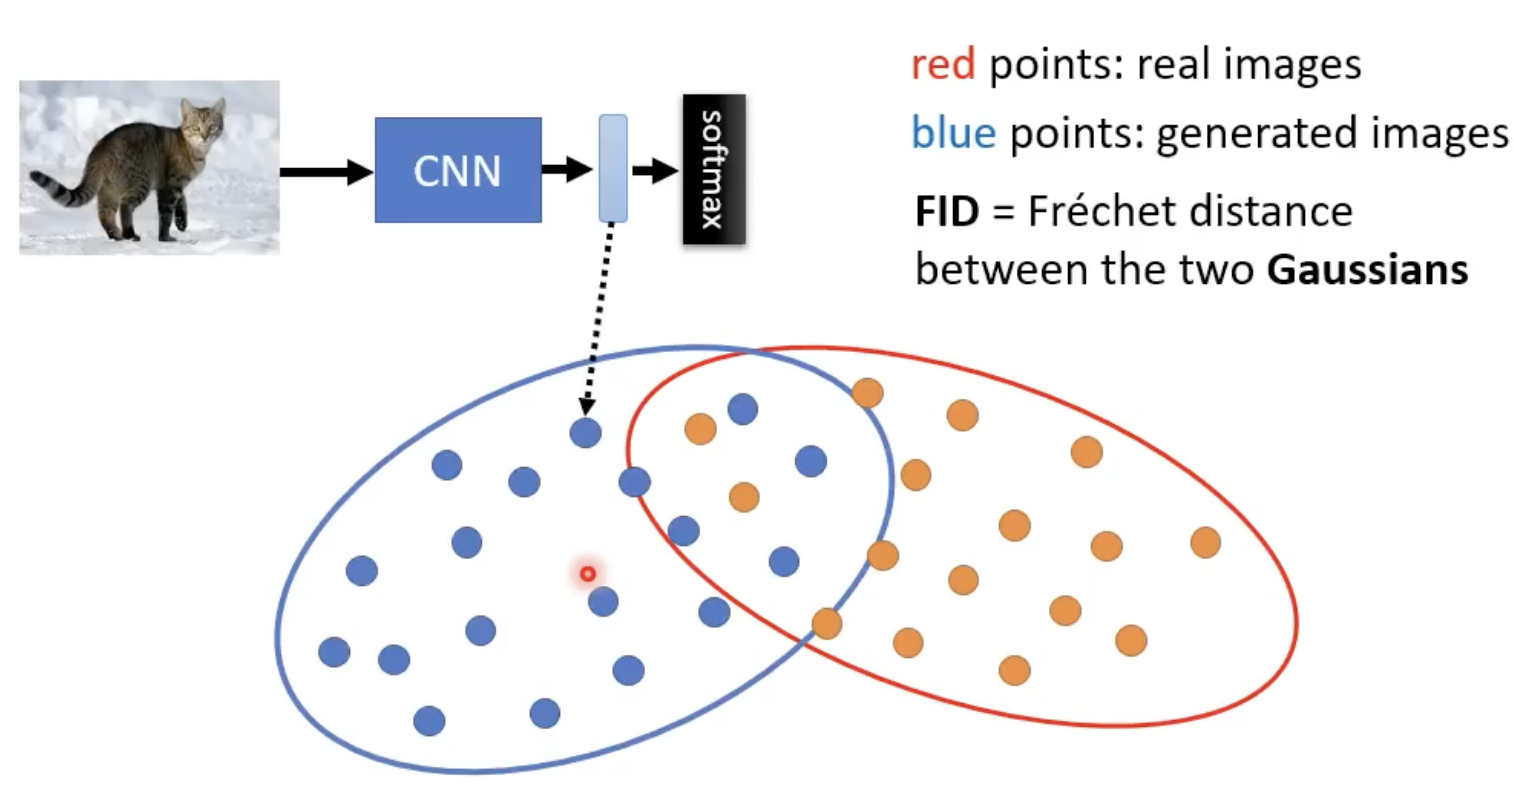 red points: real images
blue points: generated images
FID = Fréchet distance
between the two Gaussians
CNN
softmax